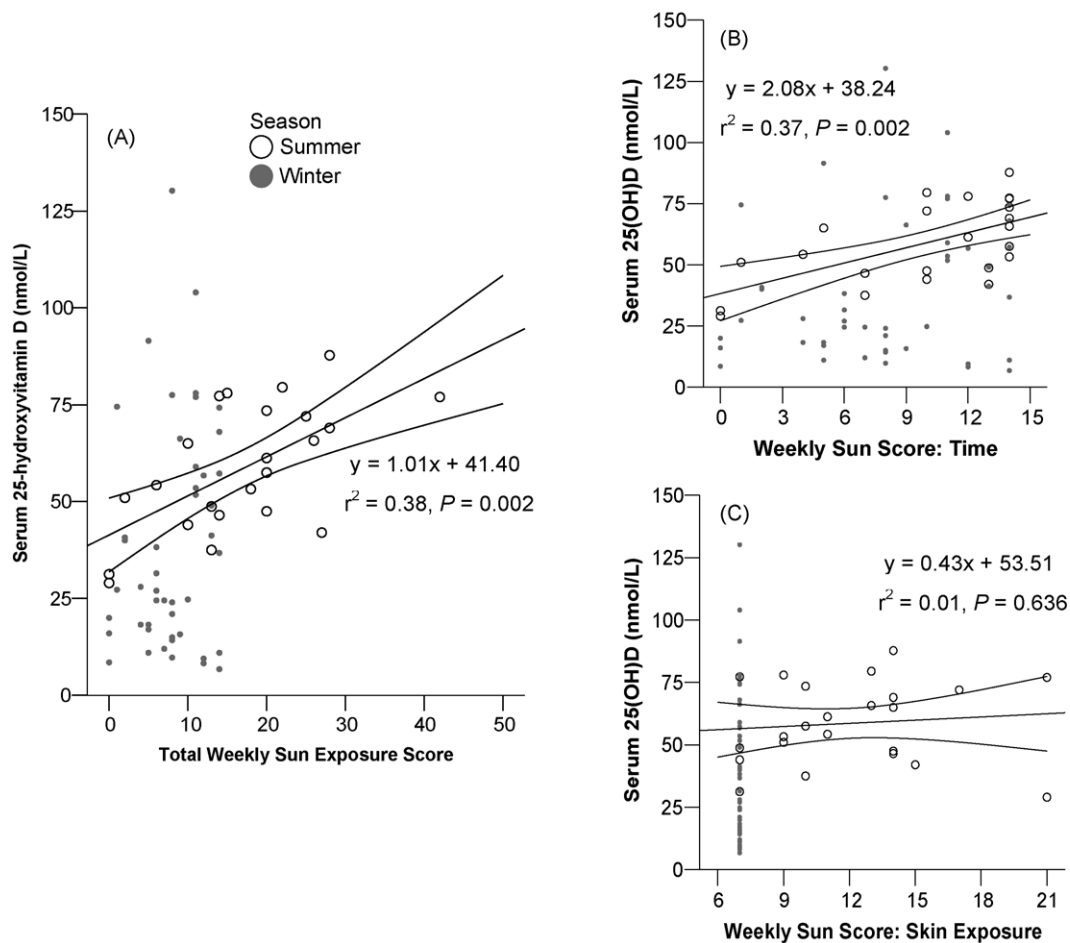 (A)
Season
Summer
Winter
150
125
100
75
50
25
0
Serum 25-hydroxyvitamin D (nmol/L)
y = 1.01x + 41.40
r² = 0.38, P = 0.002
0 10 20 30 40 50
Total Weekly Sun Exposure Score
(B)
y = 2.08x + 38.24
r² = 0.37, P = 0.002
150
125
100
75
50
25
0
Serum 25(OH)D (nmol/L)
0 3 6 9 12 15
Weekly Sun Score: Time
(C)
y = 0.43x + 53.51
r² = 0.01, P = 0.636
150
125
100
75
50
25
0
Serum 25(OH)D (nmol/L)
6 9 12 15 18 21
Weekly Sun Score: Skin Exposure